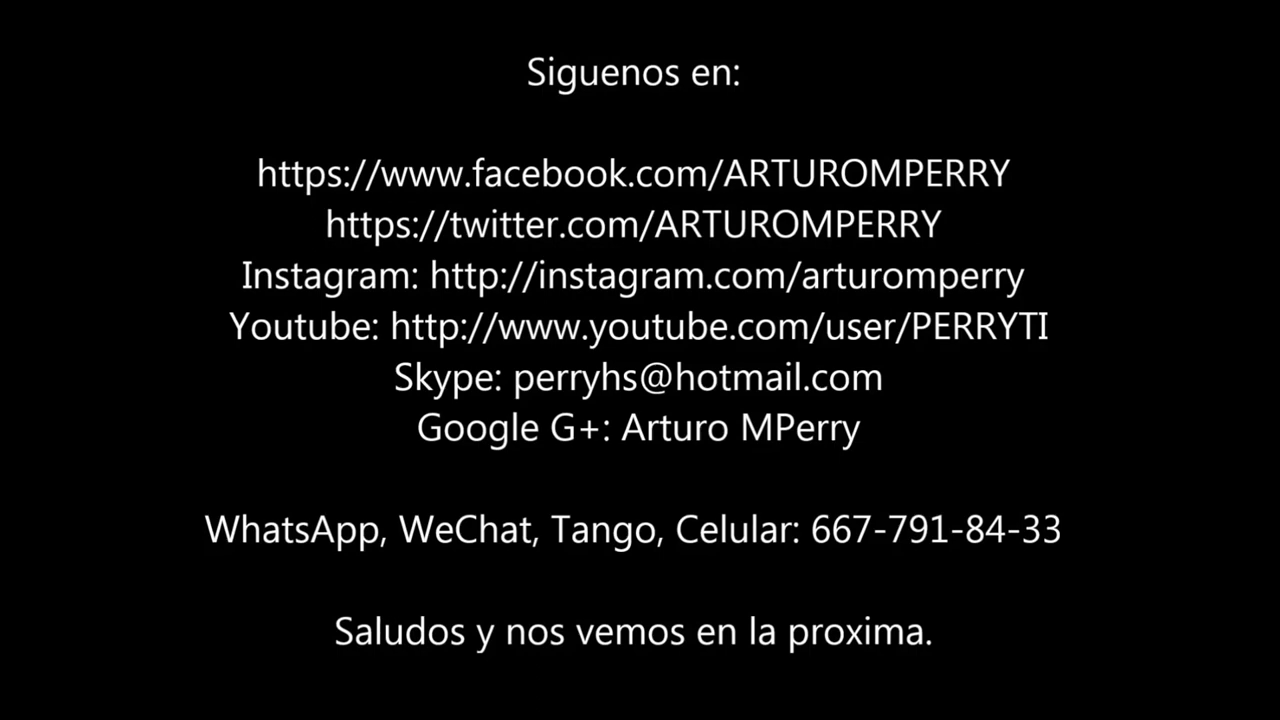 Siguenos en:
https://www.facebook.com/ARTUROMPERRY
https://twitter.com/ARTUROMPERRY
Instagram: http://instagram.com/arturomperry
Youtube: http://www.youtube.com/user/PERRYTI
Skype: perryhs@hotmail.com
Google G+: Arturo MPerry
WhatsApp, WeChat, Tango, Celular: 667-791-84-33
Saludos y nos vemos en la proxima.